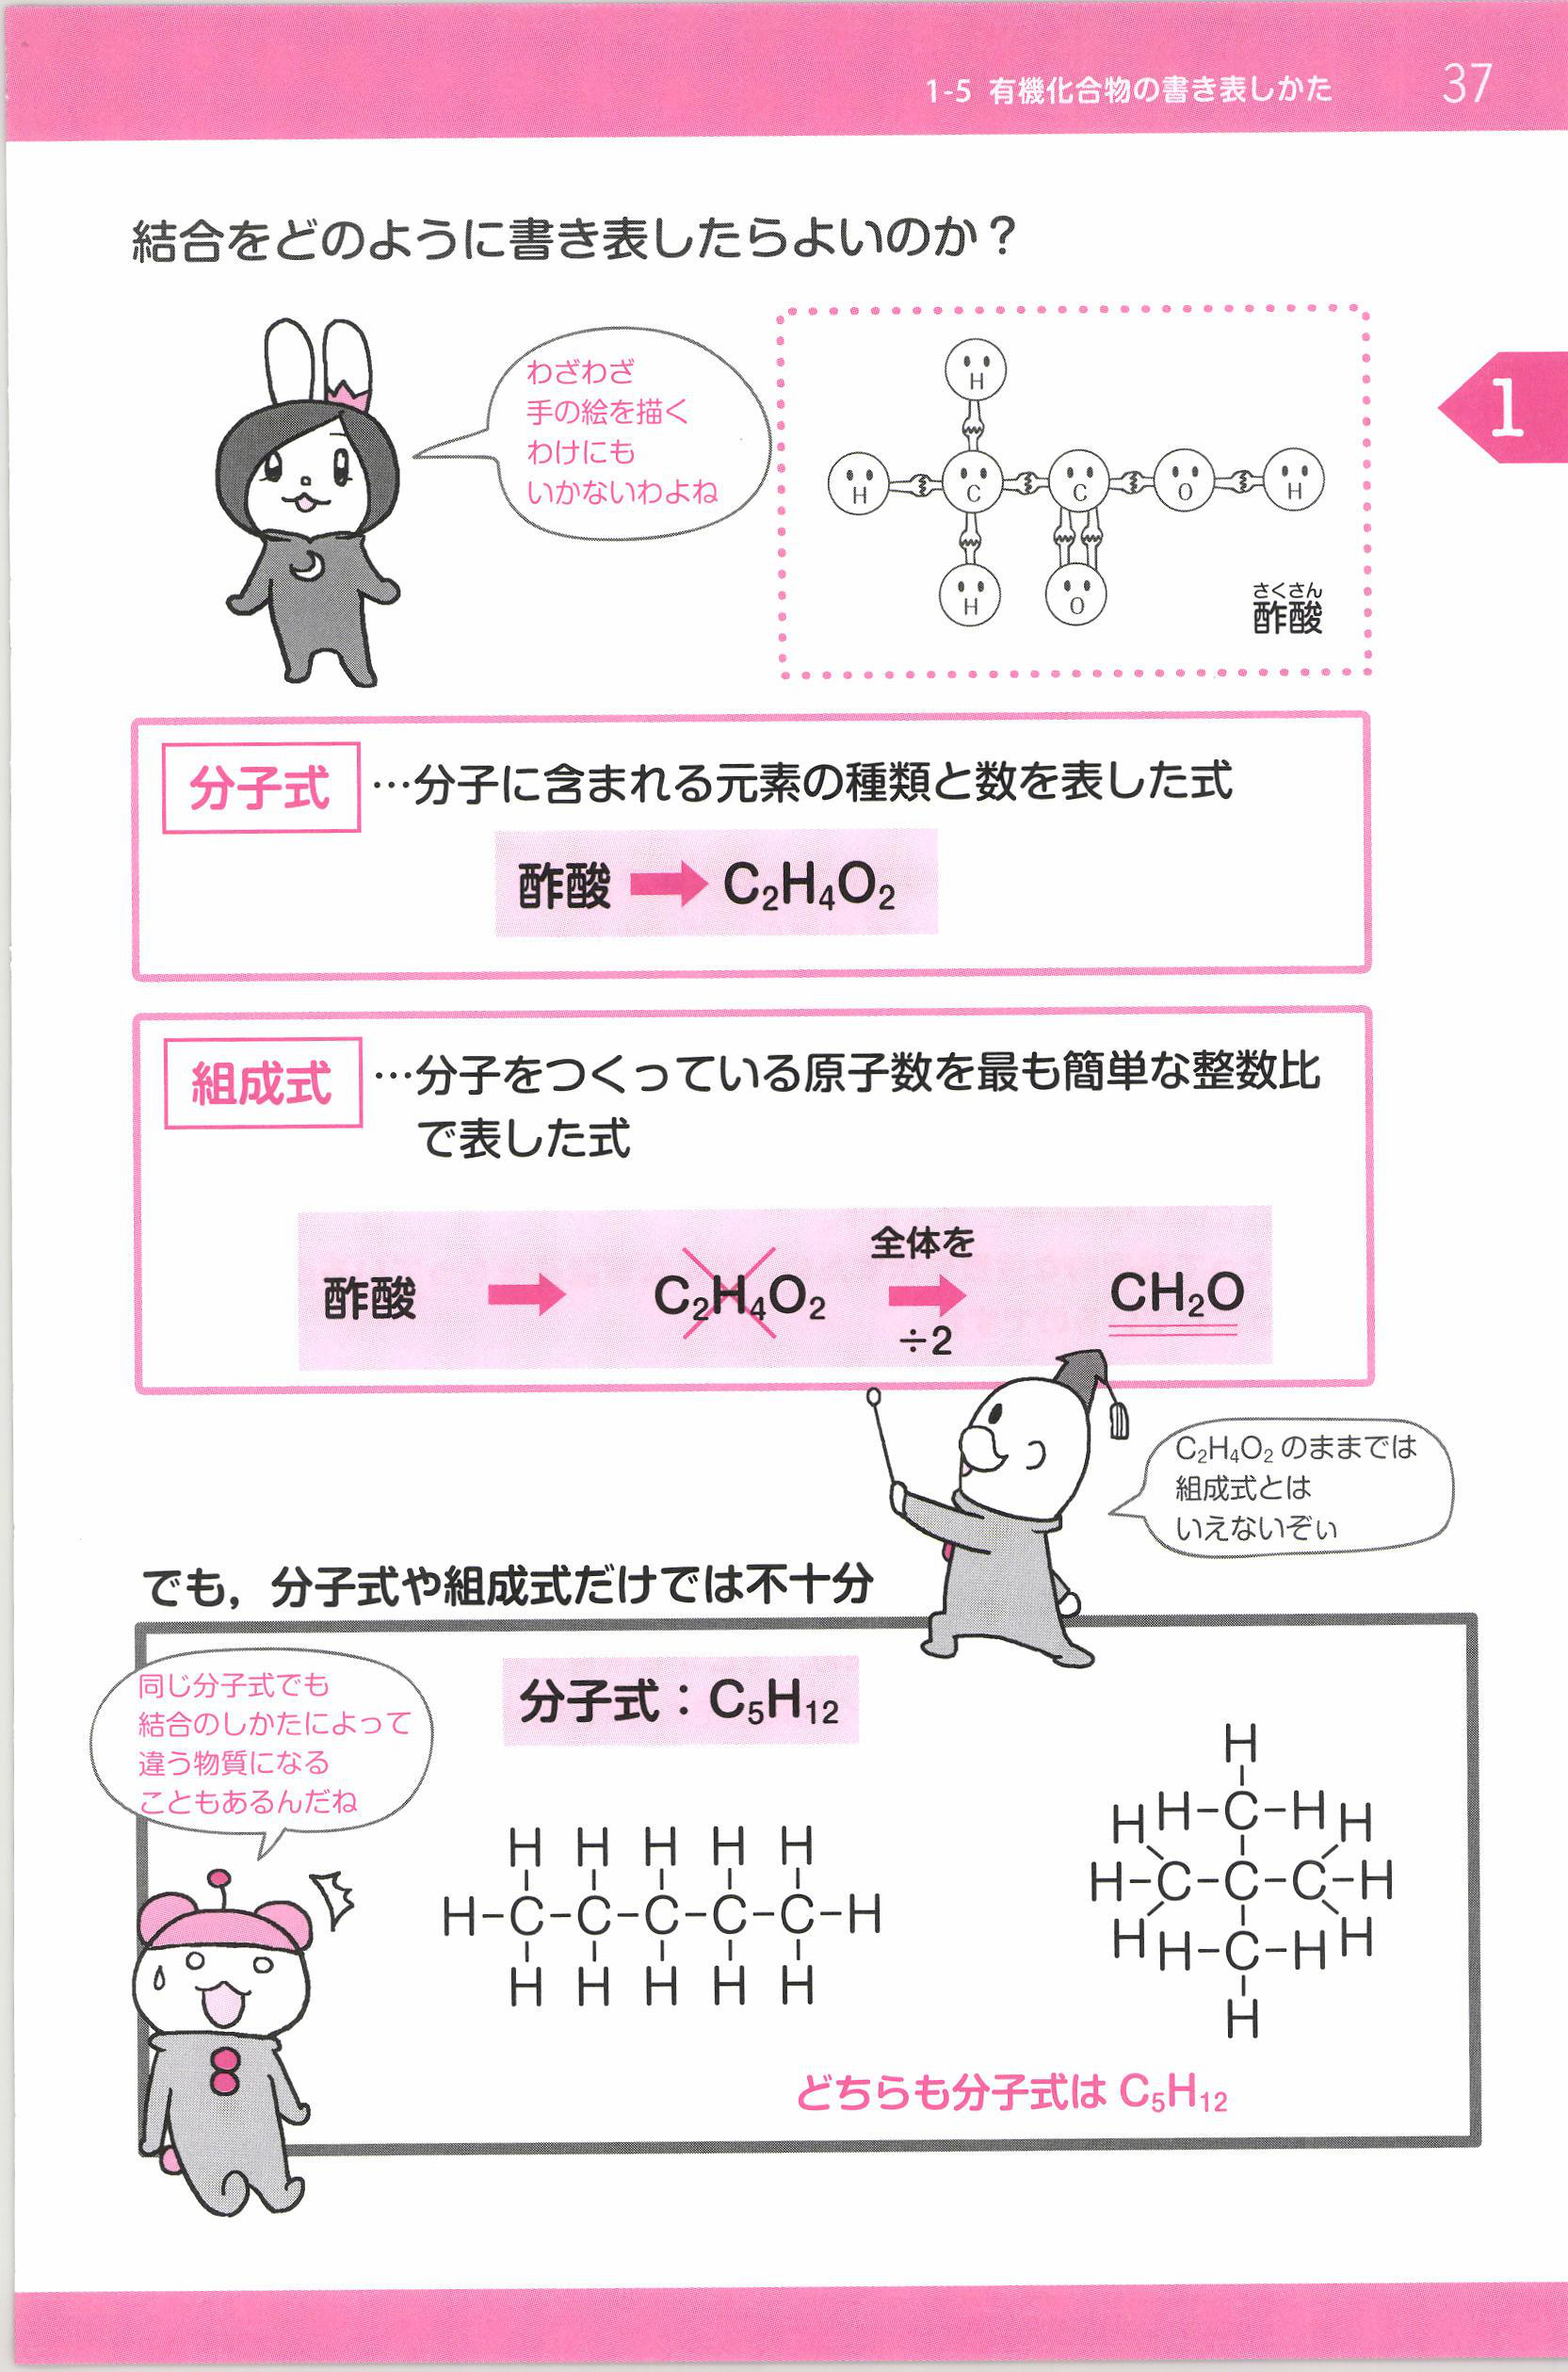 1-5 有機化合物の書き表しかた 37
結合をどのように書き表したらよいのか？
わざわざ
手の絵を描く
わけにも
いかないわよね
H
H C C O H
H O
さくさん
酢酸
1
分子式 …分子に含まれる元素の種類と数を表した式
酢酸 → C₂H₄O₂
組成式 …分子をつくっている原子数を最も簡単な整数比
で表した式
全体を
酢酸 → C₂H₄O₂ → CH₂O
÷2
C₂H₄O₂ のままでは
組成式とは
いえないぞぃ
でも，分子式や組成式だけでは不十分
同じ分子式でも
結合のしかたによって
違う物質になる
こともあるんだね
分子式：C₅H₁₂
H H H H H
H-C-C-C-C-C-H
H H H H H
H
H H-C-H H
H-C-C-C-H
H H-C-H H
H
どちらも分子式は C₅H₁₂